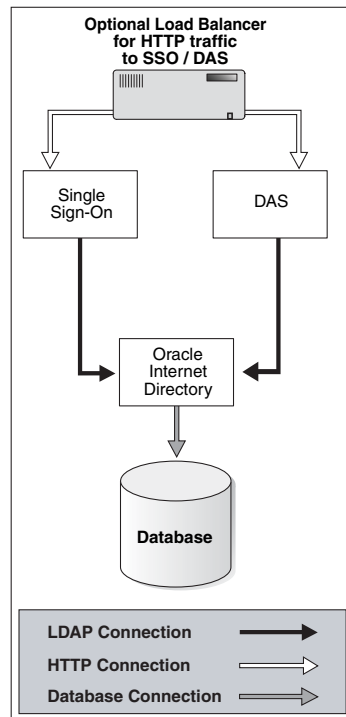 Optional Load Balancer
for HTTP traffic
to SSO / DAS
Single
Sign-On
DAS
Oracle
Internet
Directory
Database
LDAP Connection
HTTP Connection
Database Connection